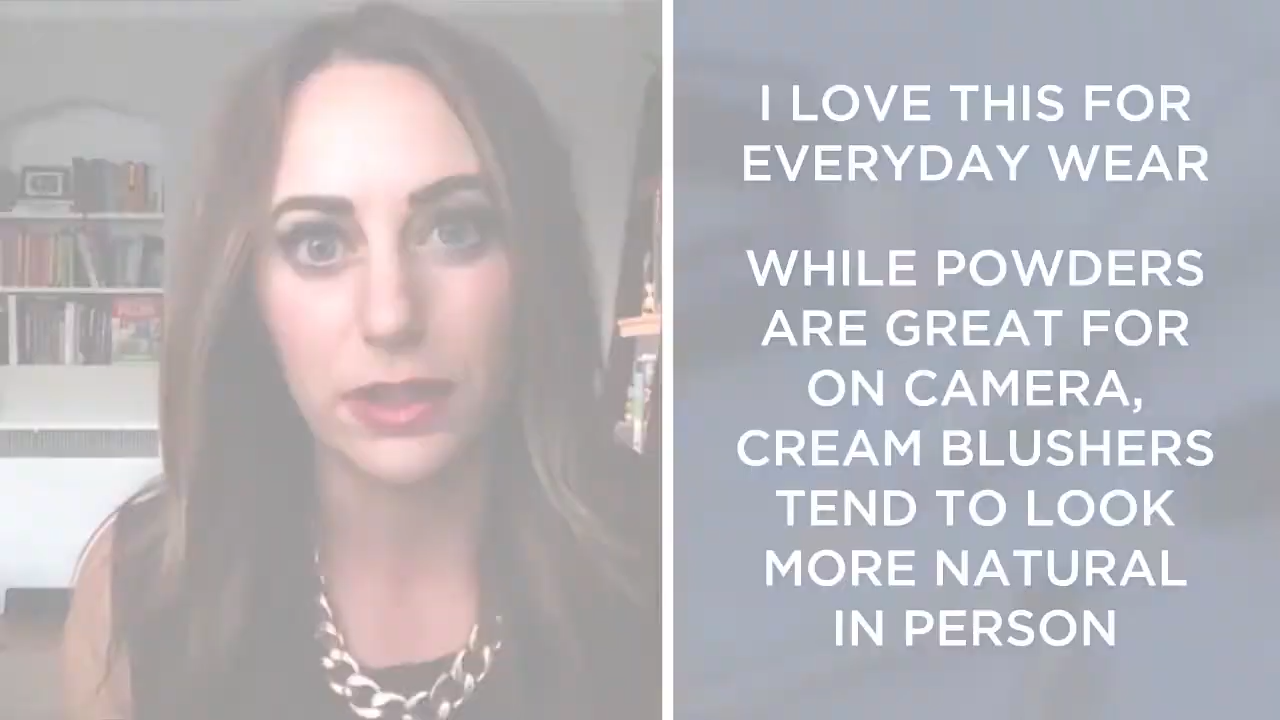 I LOVE THIS FOR
EVERYDAY WEAR
WHILE POWDERS
ARE GREAT FOR
ON CAMERA,
CREAM BLUSHERS
TEND TO LOOK
MORE NATURAL
IN PERSON